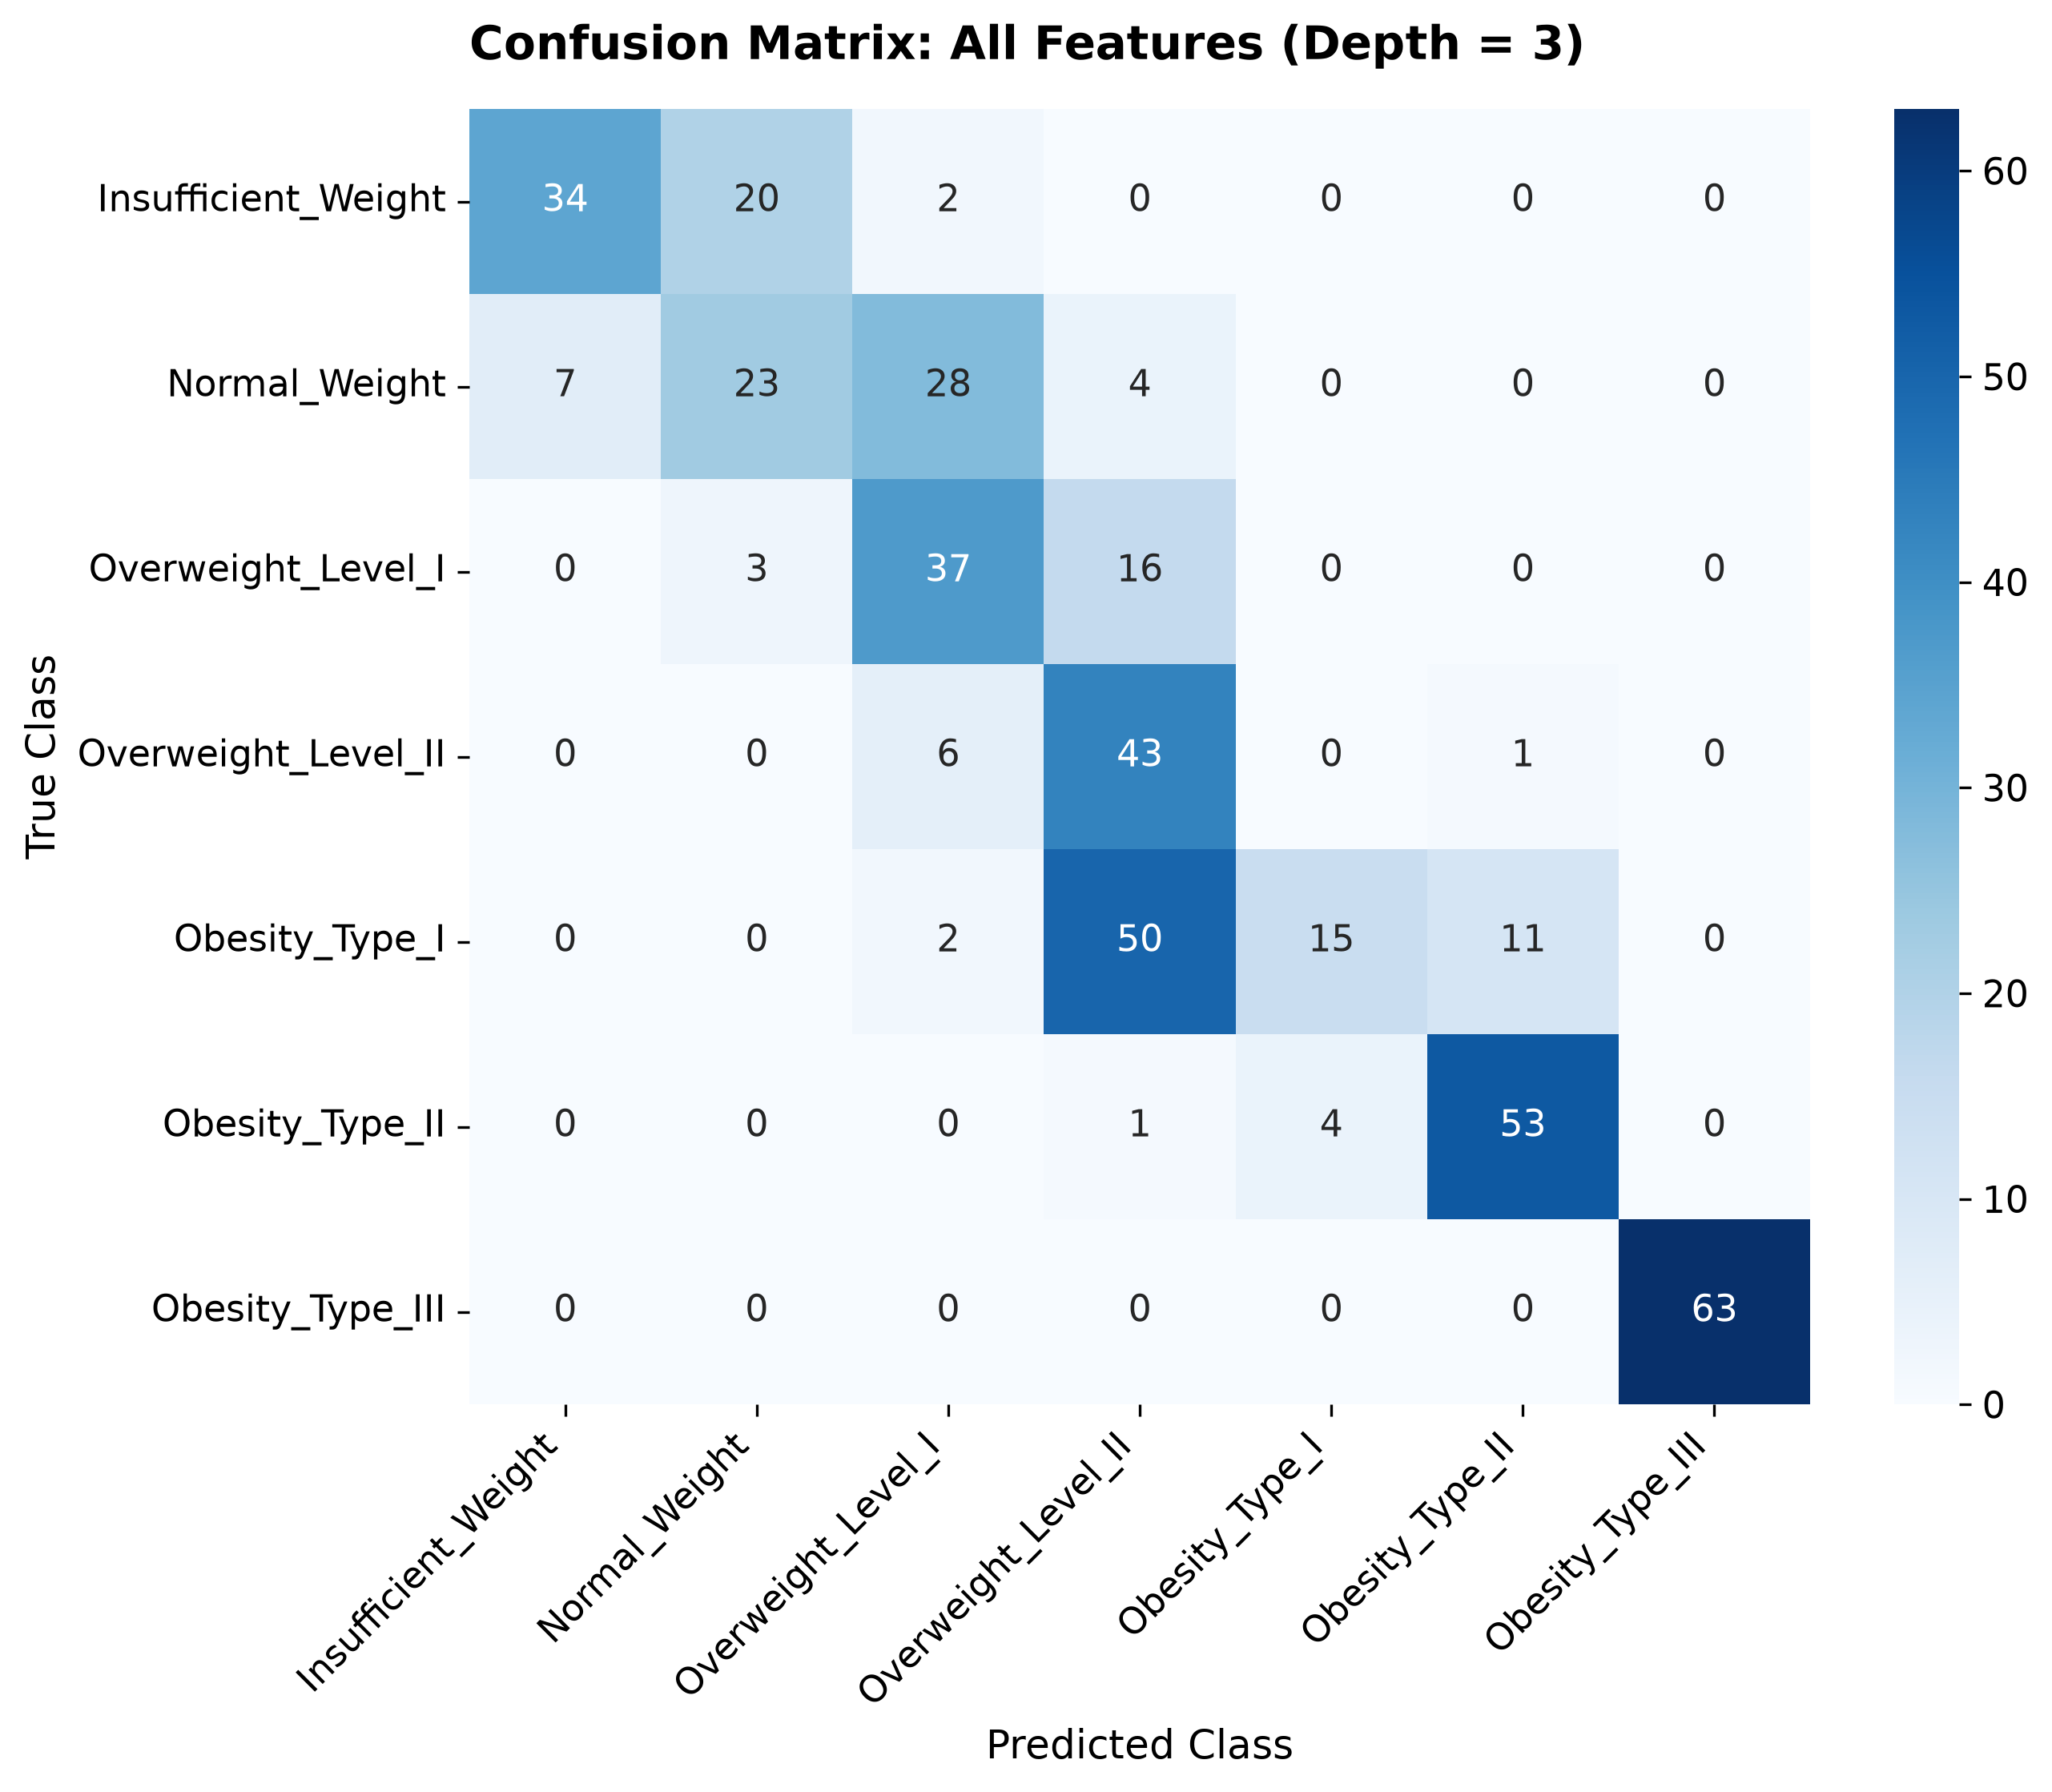 Confusion Matrix: All Features (Depth = 3)
True Class
Insufficient_Weight 34 20 2 0 0 0 0
Normal_Weight 7 23 28 4 0 0 0
Overweight_Level_I 0 3 37 16 0 0 0
Overweight_Level_II 0 0 6 43 0 1 0
Obesity_Type_I 0 0 2 50 15 11 0
Obesity_Type_II 0 0 0 1 4 53 0
Obesity_Type_III 0 0 0 0 0 0 63
Insufficient_Weight
Normal_Weight
Overweight_Level_I
Overweight_Level_II
Obesity_Type_I
Obesity_Type_II
Obesity_Type_III
Predicted Class
60
50
40
30
20
10
0